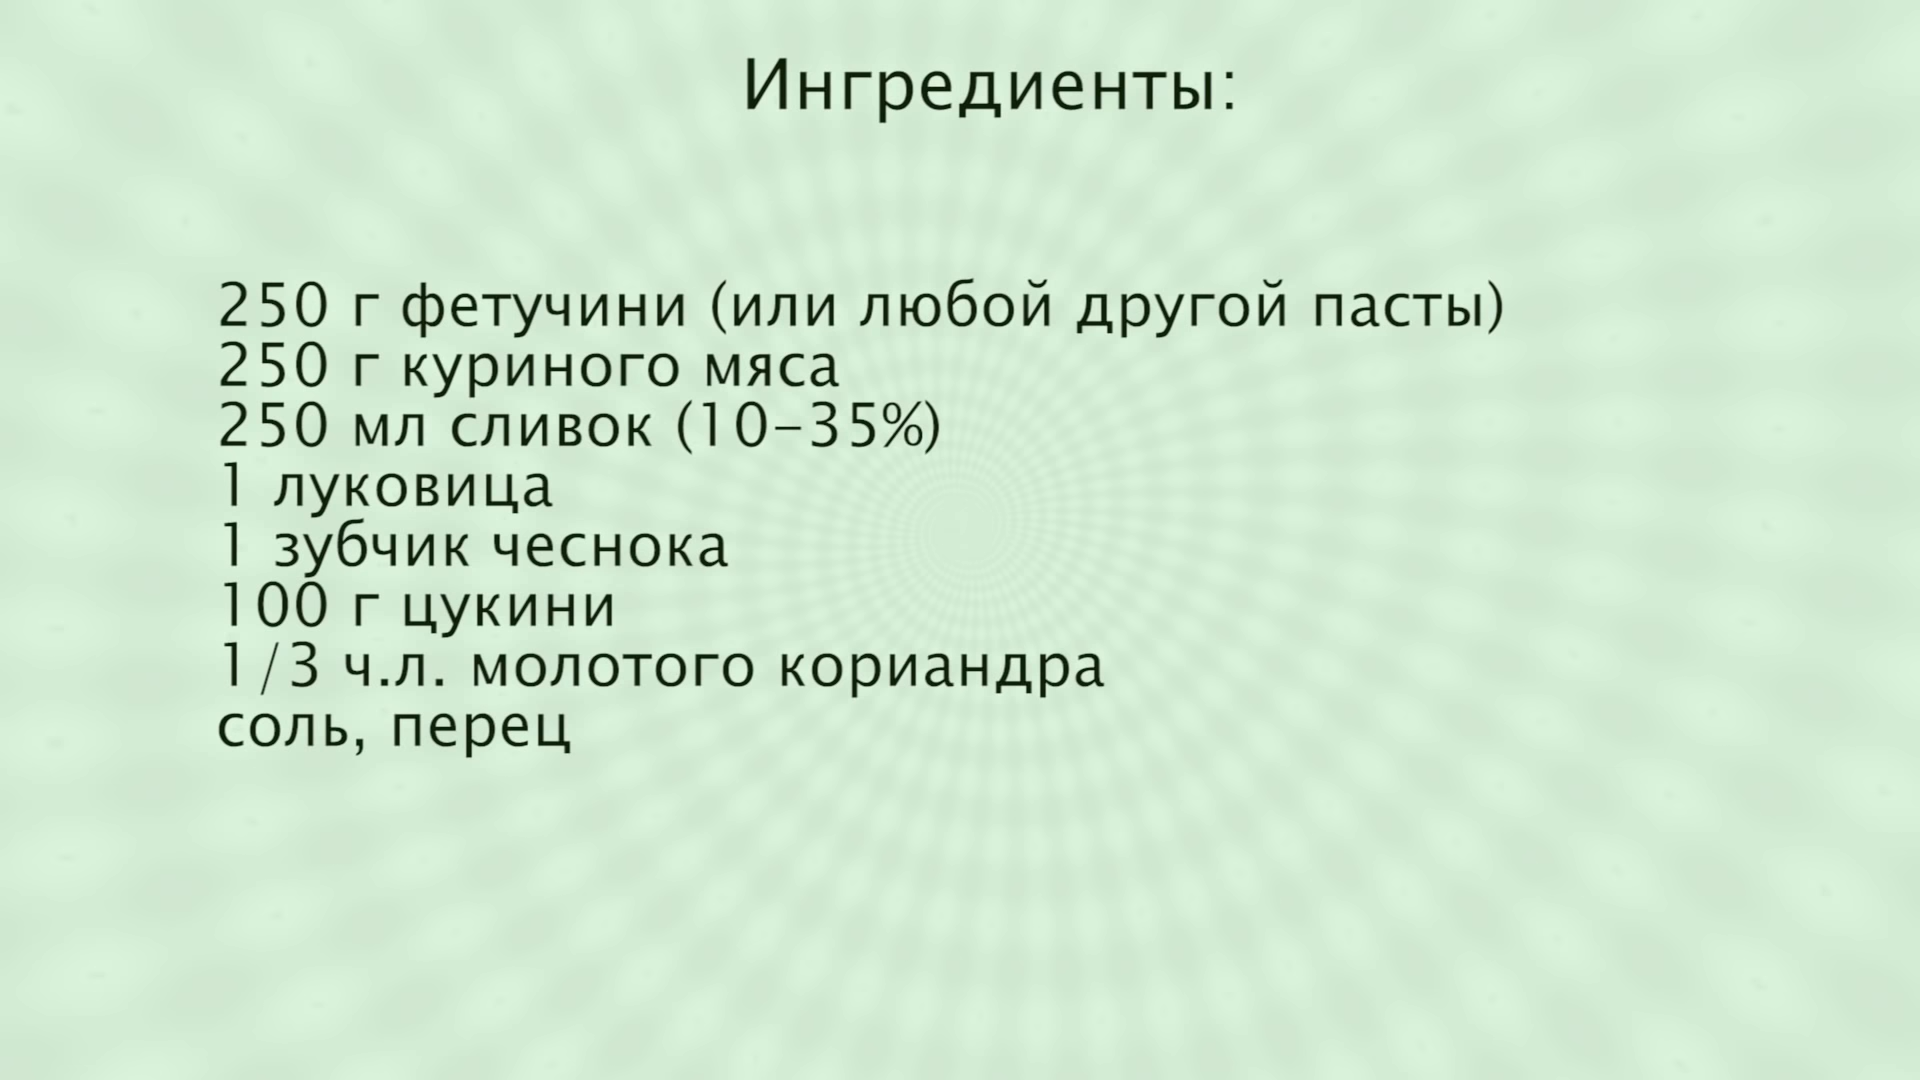 Ингредиенты:
250 г фетучини (или любой другой пасты)
250 г куриного мяса
250 мл сливок (10-35%)
1 луковица
1 зубчик чеснока
100 г цукини
1/3 ч.л. молотого кориандра
соль, перец